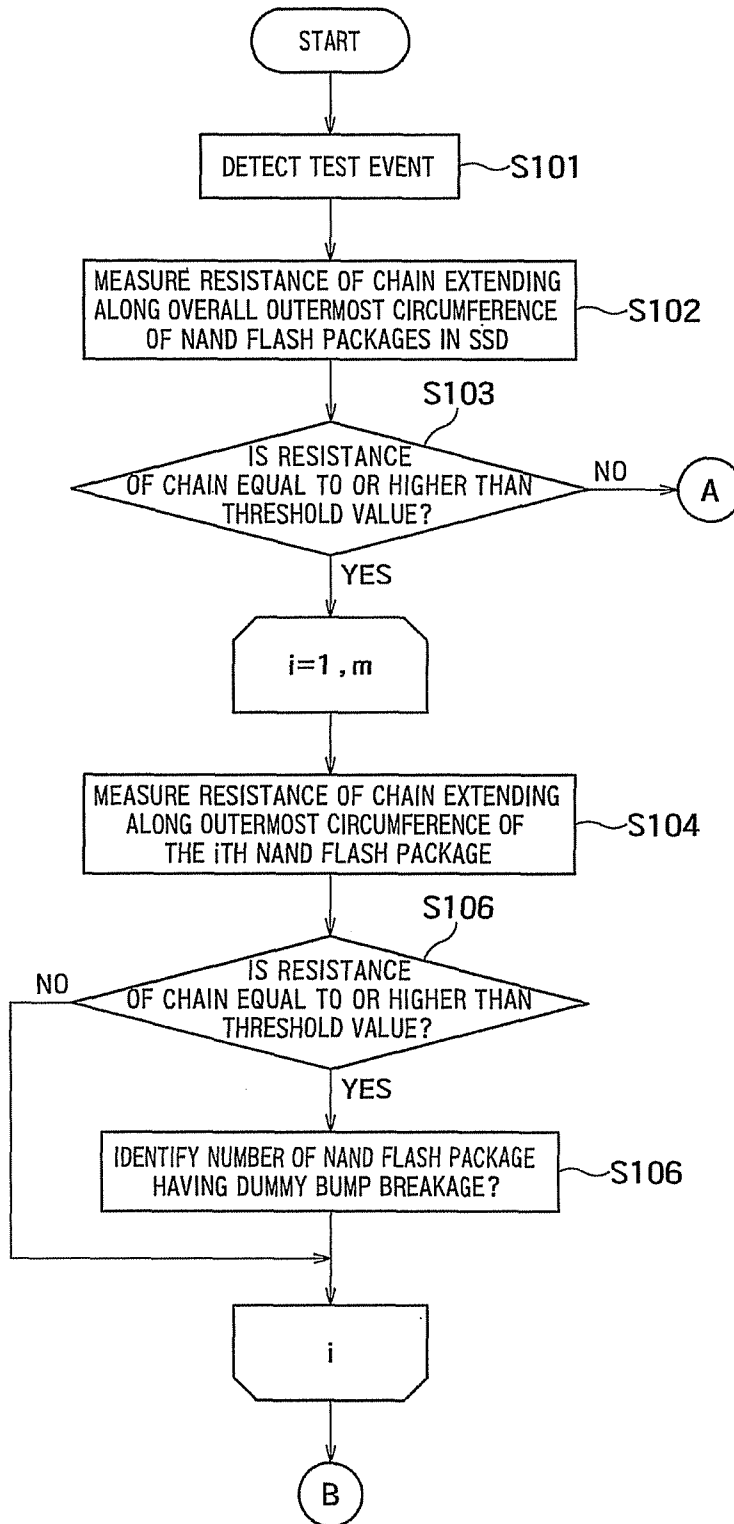 START
DETECT TEST EVENT
S101
MEASURE RESISTANCE OF CHAIN EXTENDING
ALONG OVERALL OUTERMOST CIRCUMFERENCE
OF NAND FLASH PACKAGES IN SSD
S102
S103
IS RESISTANCE
OF CHAIN EQUAL TO OR HIGHER THAN
THRESHOLD VALUE?
NO
A
YES
i=1,m
MEASURE RESISTANCE OF CHAIN EXTENDING
ALONG OUTERMOST CIRCUMFERENCE OF
THE iTH NAND FLASH PACKAGE
S104
S106
IS RESISTANCE
OF CHAIN EQUAL TO OR HIGHER THAN
THRESHOLD VALUE?
NO
YES
IDENTIFY NUMBER OF NAND FLASH PACKAGE
HAVING DUMMY BUMP BREAKAGE?
S106
i
B